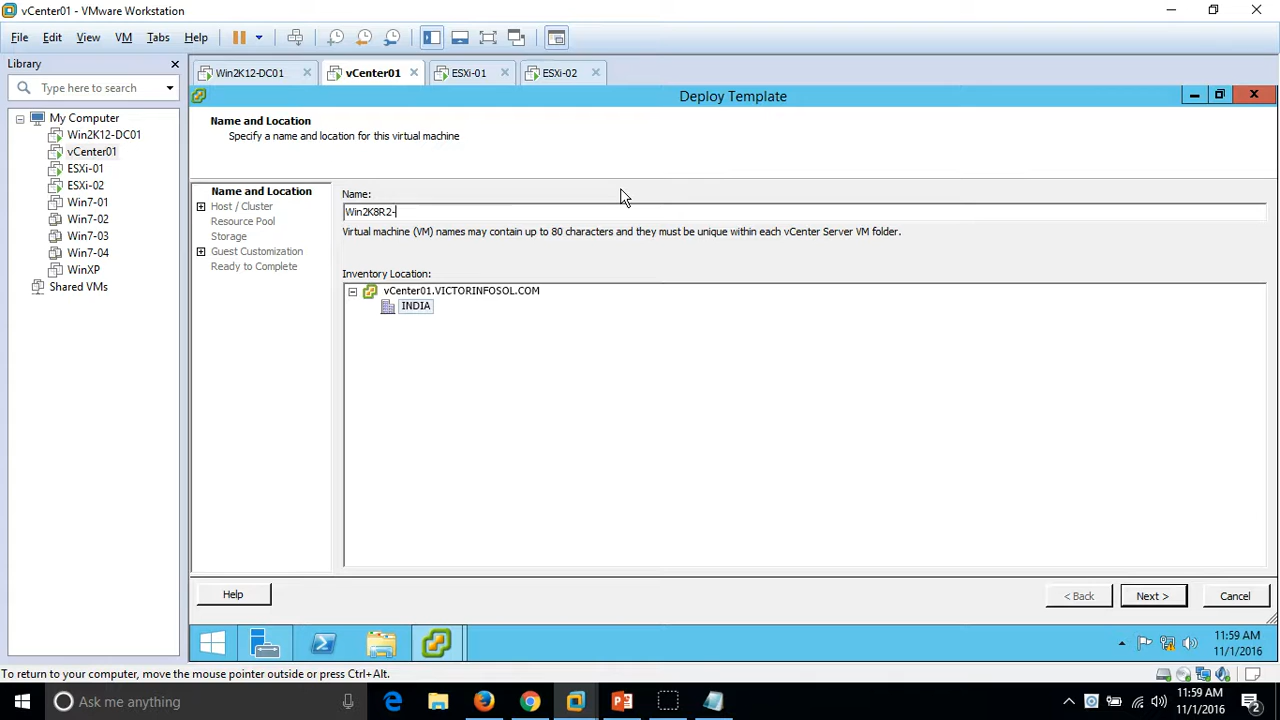 vCenter01 - VMware Workstation
File Edit View VM Tabs Help
Library
Type here to search
My Computer
Win2K12-DC01
vCenter01
ESXi-01
ESXi-02
Win7-01
Win7-02
Win7-03
Win7-04
WinXP
Shared VMs
Win2K12-DC01 vCenter01 ESXi-01 ESXi-02
Deploy Template
Name and Location
Specify a name and location for this virtual machine
Name and Location
Host / Cluster
Resource Pool
Storage
Guest Customization
Ready to Complete
Name:
Win2K8R2-
Virtual machine (VM) names may contain up to 80 characters and they must be unique within each vCenter Server VM folder.
Inventory Location:
vCenter01.VICTORINFOSOL.COM
INDIA
Help < Back Next > Cancel
11:59 AM
11/1/2016
To return to your computer, move the mouse pointer outside or press Ctrl+Alt.
Ask me anything
11:59 AM
11/1/2016
2